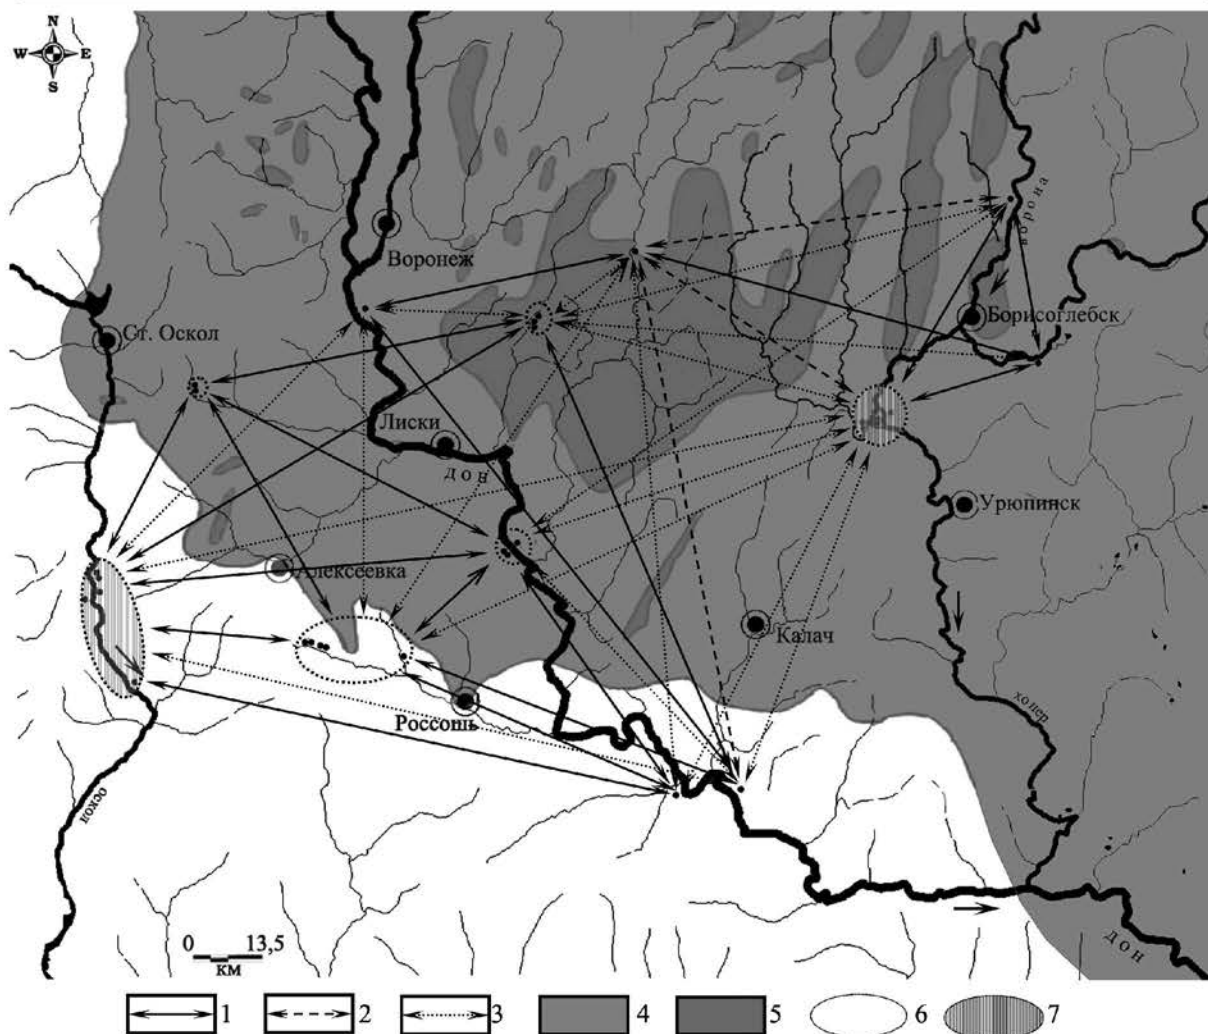 N
W E
S
ворона
Воронеж
Борисоглебск
Ст. Оскол
Лиски
дон
Урюпинск
Алексеевка
Калач
Россошь
хопер
оскол
дон
0 13,5
км
1 2 3 4 5 6 7